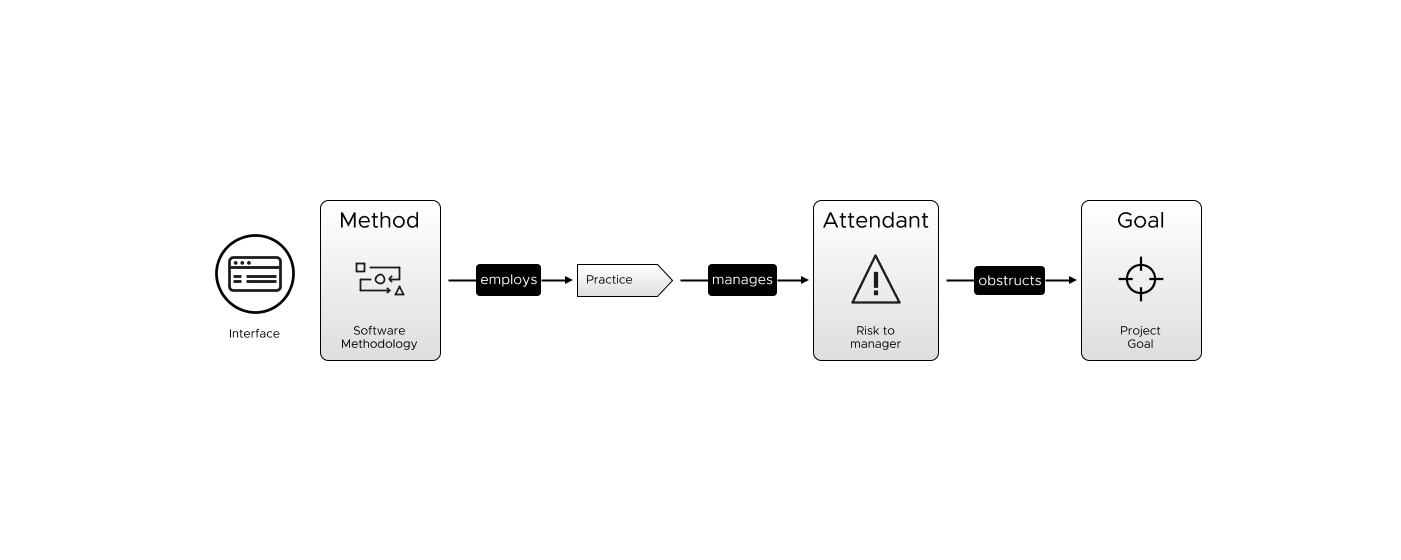 Interface
Method
Software
Methodology
employs
Practice
manages
Attendant
Risk to
manager
obstructs
Goal
Project
Goal